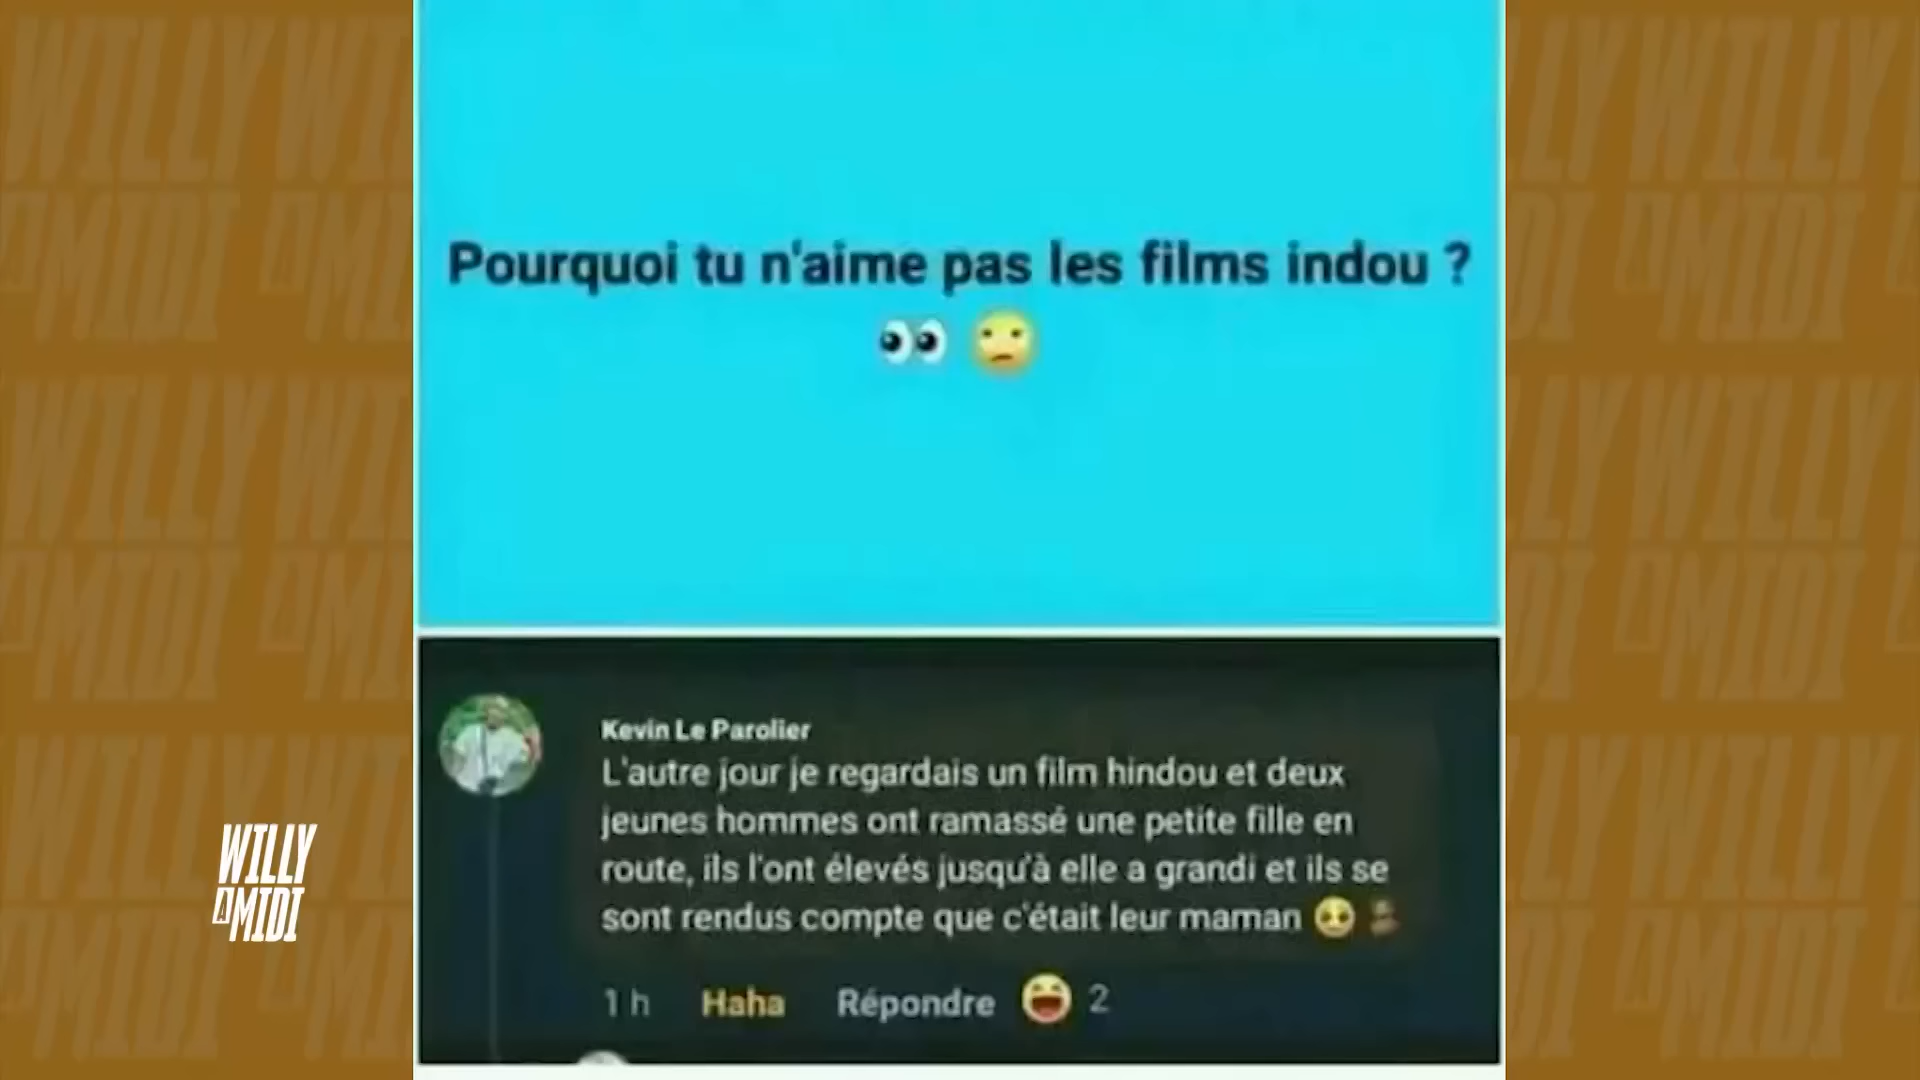 Pourquoi tu n'aime pas les films indou ?
👀 🙁
Kevin Le Parolier
L'autre jour je regardais un film hindou et deux
jeunes hommes ont ramassé une petite fille en
route, ils l'ont élevés jusqu'à elle a grandi et ils se
sont rendus compte que c'était leur maman
1 h Haha Répondre 2
WILLY
A MIDI